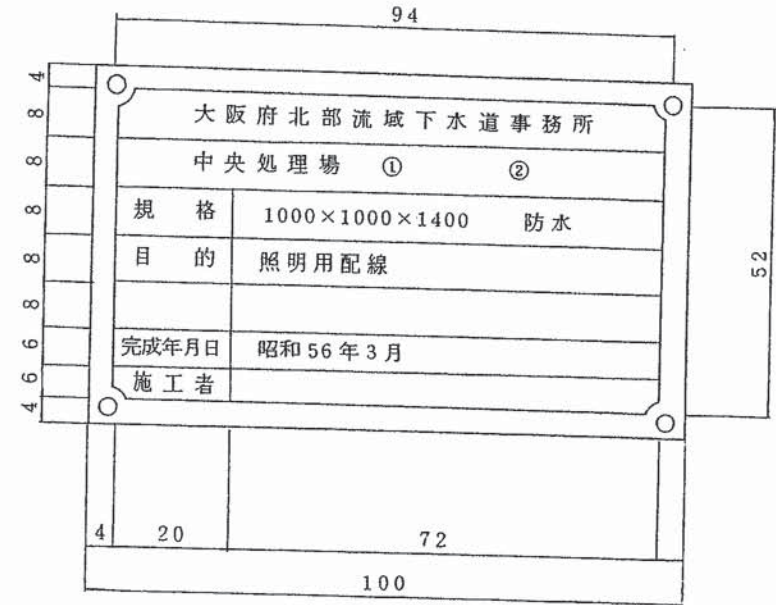 94
4
8
8
8
8
8
6
6
4
大阪府北部流域下水道事務所
中央処理場 ① ②
規 格 1000×1000×1400 防水
目 的 照明用配線
完成年月日 昭和56年3月
施工者
52
4 20 72
100